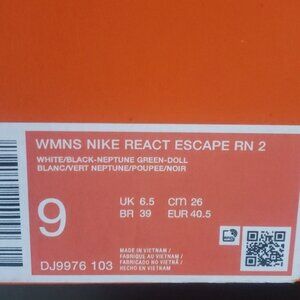 WMNS NIKE REACT ESCAPE RN 2
WHITE/BLACK-NEPTUNE GREEN-DOLL
BLANC/VERT NEPTUNE/POUPEE/NOIR
9
UK 6.5 cm 26
BR 39 EUR 40.5
MADE IN VIETNAM/
FABRIQUE AU VIETNAM/
FABRICADO NO VIETNÃ/
HECHO EN VIETNAM
DJ9976 103